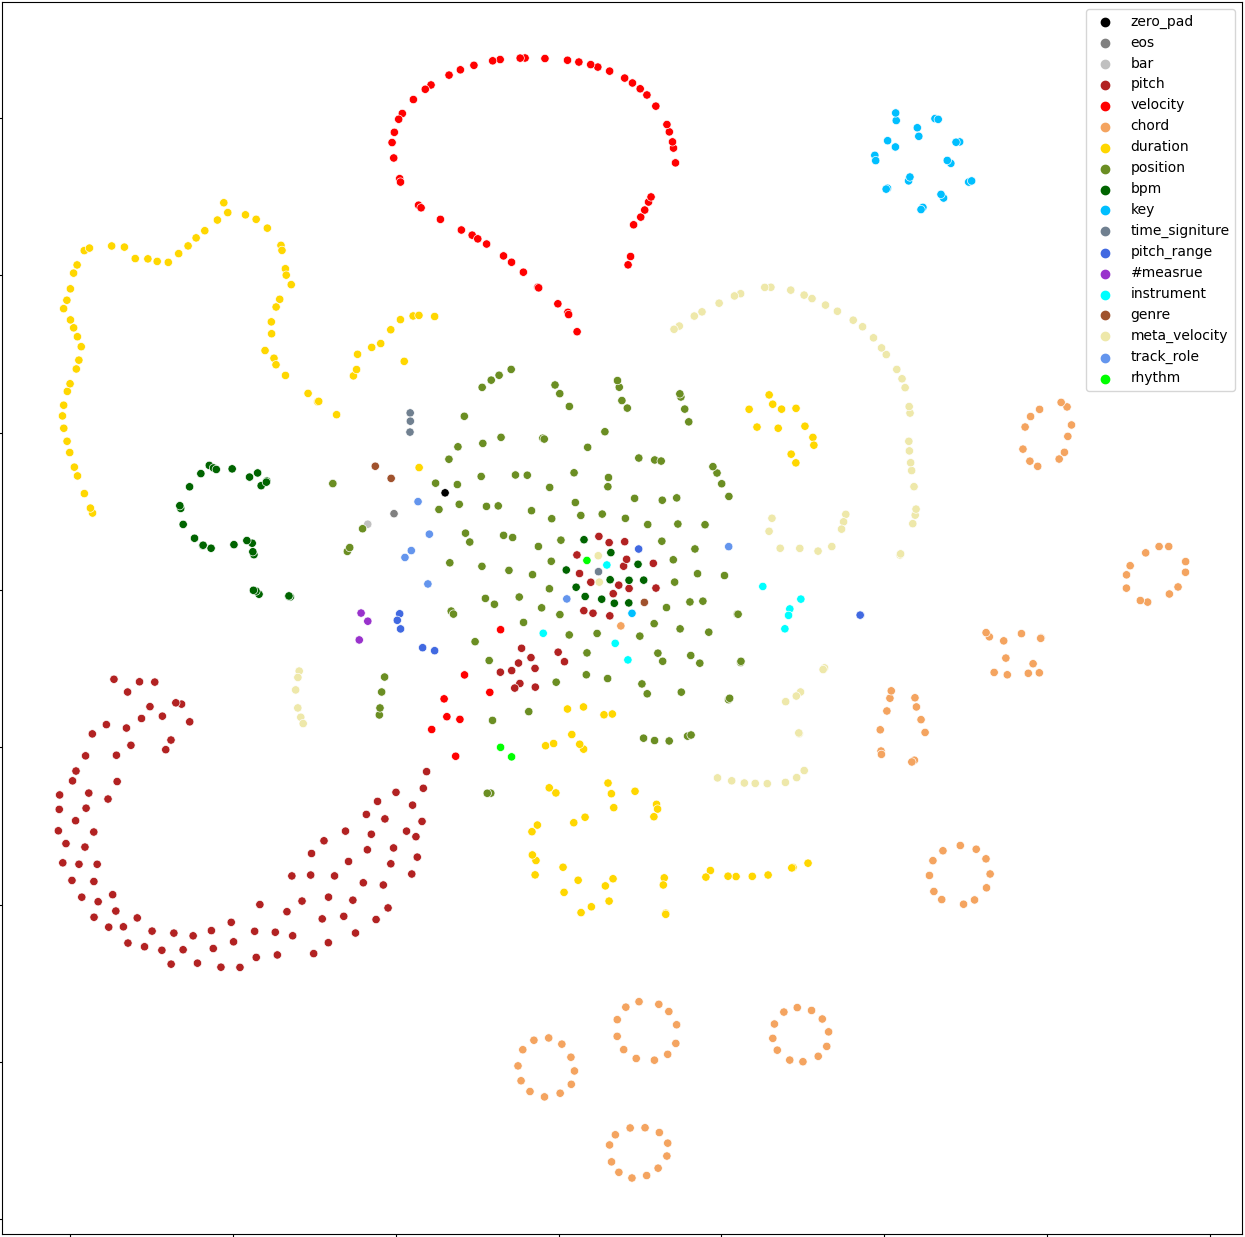 zero_pad
eos
bar
pitch
velocity
chord
duration
position
bpm
key
time_signiture
pitch_range
#measrue
instrument
genre
meta_velocity
track_role
rhythm